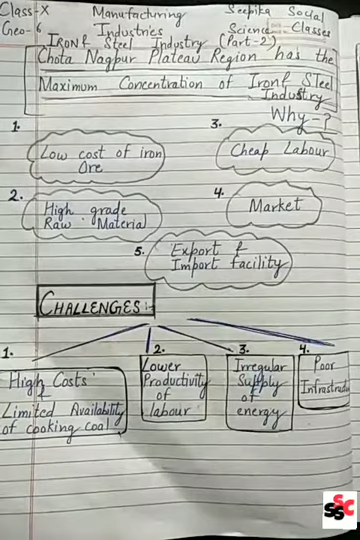 Class-X Manufacturing Deepika Social
Geo-6 Industries Science Classes
Iron & Steel Industry (Part-2)
Chota Nagpur Plateau Region has the
Maximum Concentration of Iron & Steel
Industry
Why-?
1.
Low cost of iron
Ore
3.
Cheap Labour
2.
High grade
Raw Material
4.
Market
5.
Export &
Import facility
CHALLENGES:-
1.
High Costs
&
Limited Availability
of cooking coal
2.
Lower
Productivity
of
labour
3.
Irregular
Supply
of
energy
4.
Poor
Infrastruc
SSC